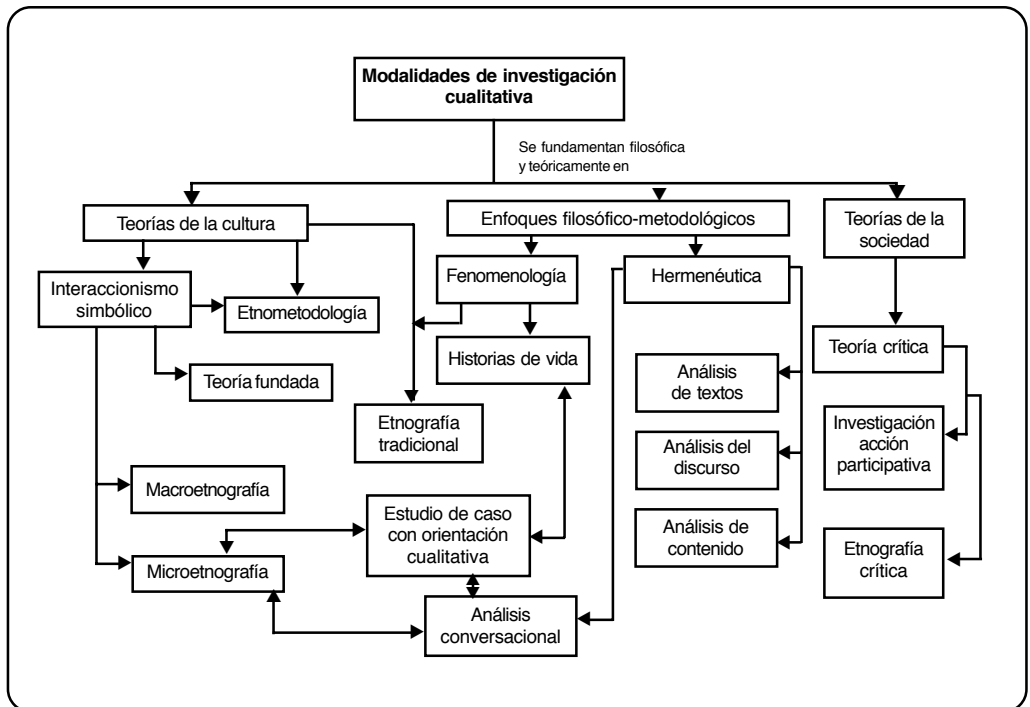 Modalidades de investigación
cualitativa
Se fundamentan filosófica
y teóricamente en
Teorías de la cultura
Enfoques filosófico-metodológicos
Teorías de la
sociedad
Interaccionismo
simbólico
Etnometodología
Fenomenología
Hermenéutica
Teoría fundada
Historias de vida
Teoría crítica
Etnografía
tradicional
Análisis
de textos
Investigación
acción
participativa
Análisis del
discurso
Macroetnografía
Estudio de caso
con orientación
cualitativa
Análisis de
contenido
Etnografía
crítica
Microetnografía
Análisis
conversacional